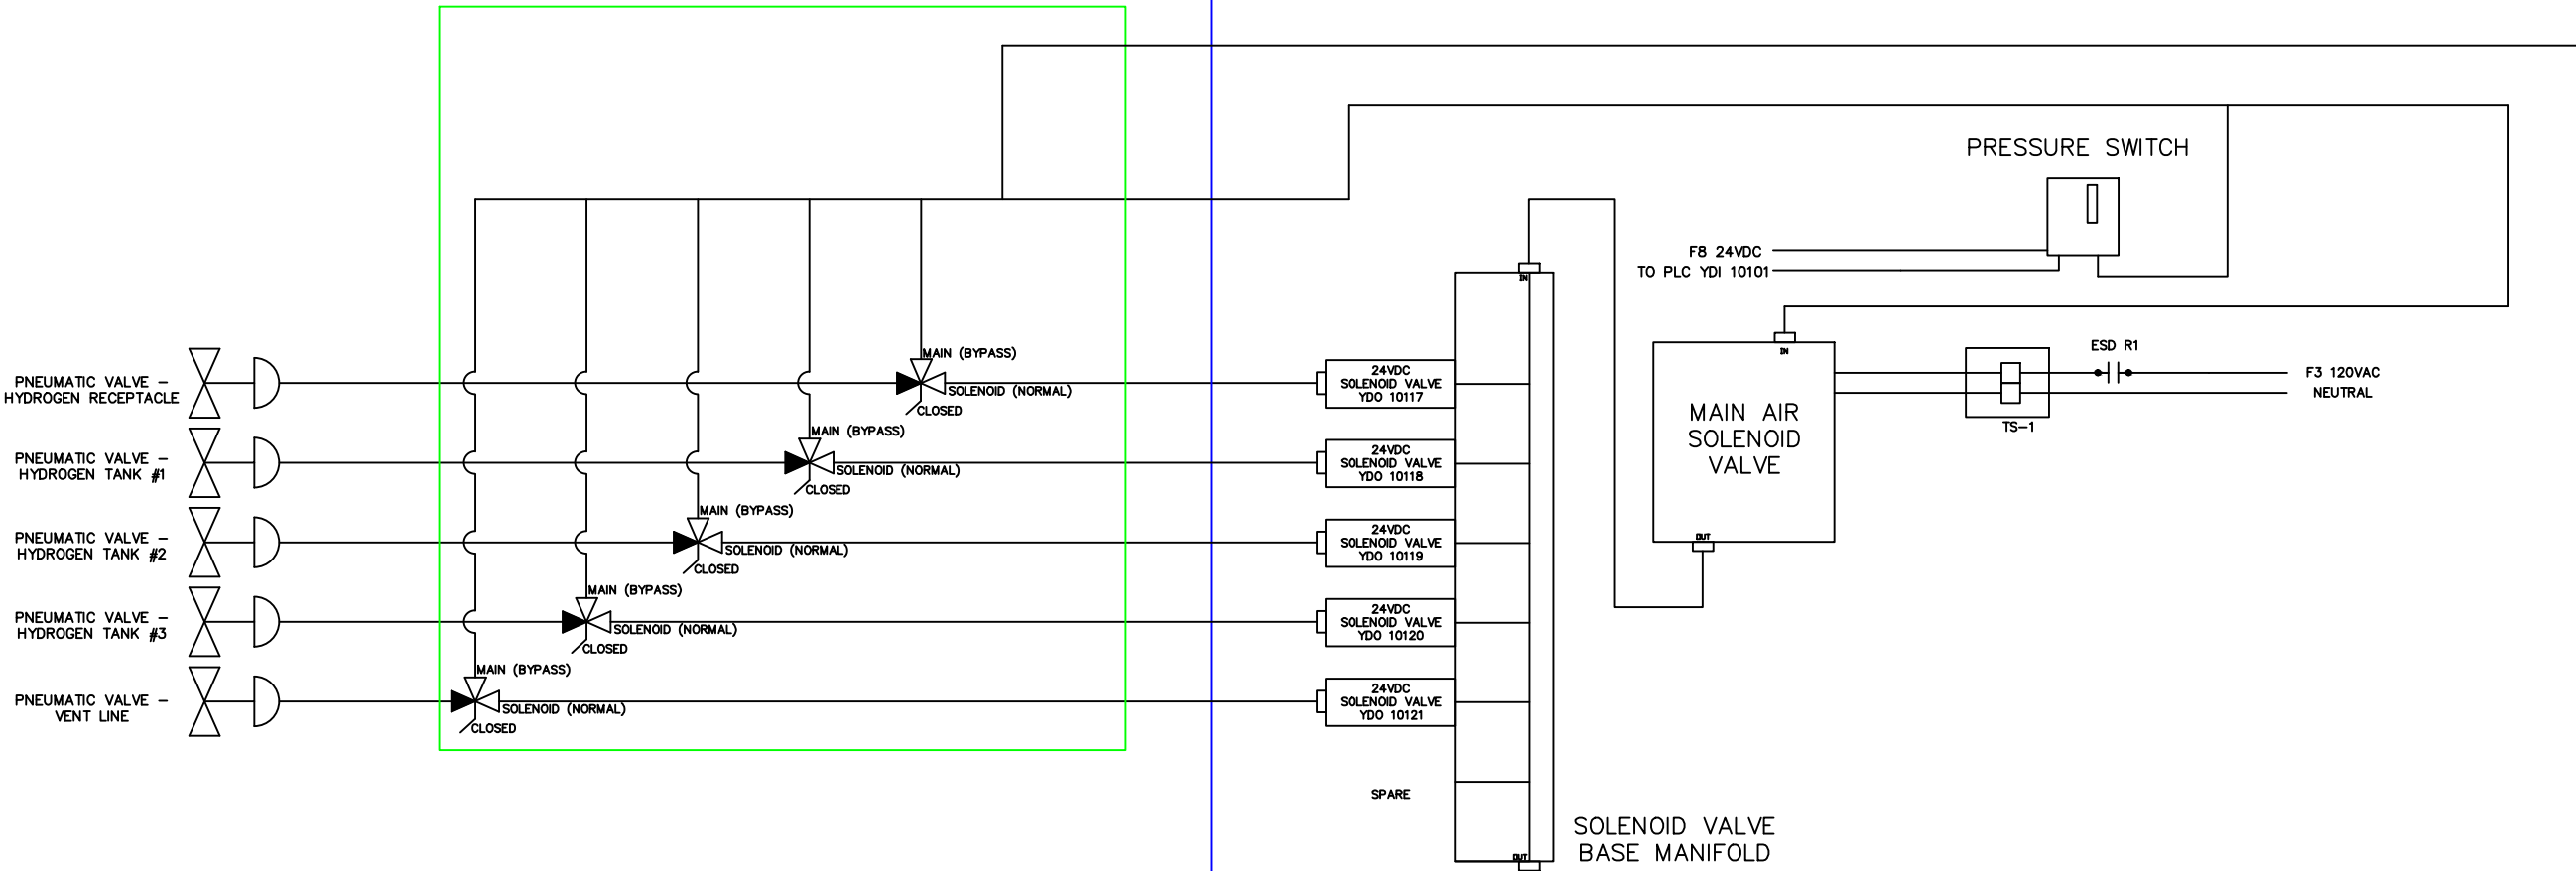 PRESSURE SWITCH
F8 24VDC
TO PLC YDI 10101
IN
IN
ESD R1
F3 120VAC
NEUTRAL
TS-1
MAIN AIR
SOLENOID
VALVE
OUT
PNEUMATIC VALVE -
HYDROGEN RECEPTACLE
MAIN (BYPASS)
SOLENOID (NORMAL)
CLOSED
24VDC
SOLENOID VALVE
YDO 10117
PNEUMATIC VALVE -
HYDROGEN TANK #1
MAIN (BYPASS)
SOLENOID (NORMAL)
CLOSED
24VDC
SOLENOID VALVE
YDO 10118
PNEUMATIC VALVE -
HYDROGEN TANK #2
MAIN (BYPASS)
SOLENOID (NORMAL)
CLOSED
24VDC
SOLENOID VALVE
YDO 10119
PNEUMATIC VALVE -
HYDROGEN TANK #3
MAIN (BYPASS)
SOLENOID (NORMAL)
CLOSED
24VDC
SOLENOID VALVE
YDO 10120
PNEUMATIC VALVE -
VENT LINE
MAIN (BYPASS)
SOLENOID (NORMAL)
CLOSED
24VDC
SOLENOID VALVE
YDO 10121
SPARE
OUT
SOLENOID VALVE
BASE MANIFOLD